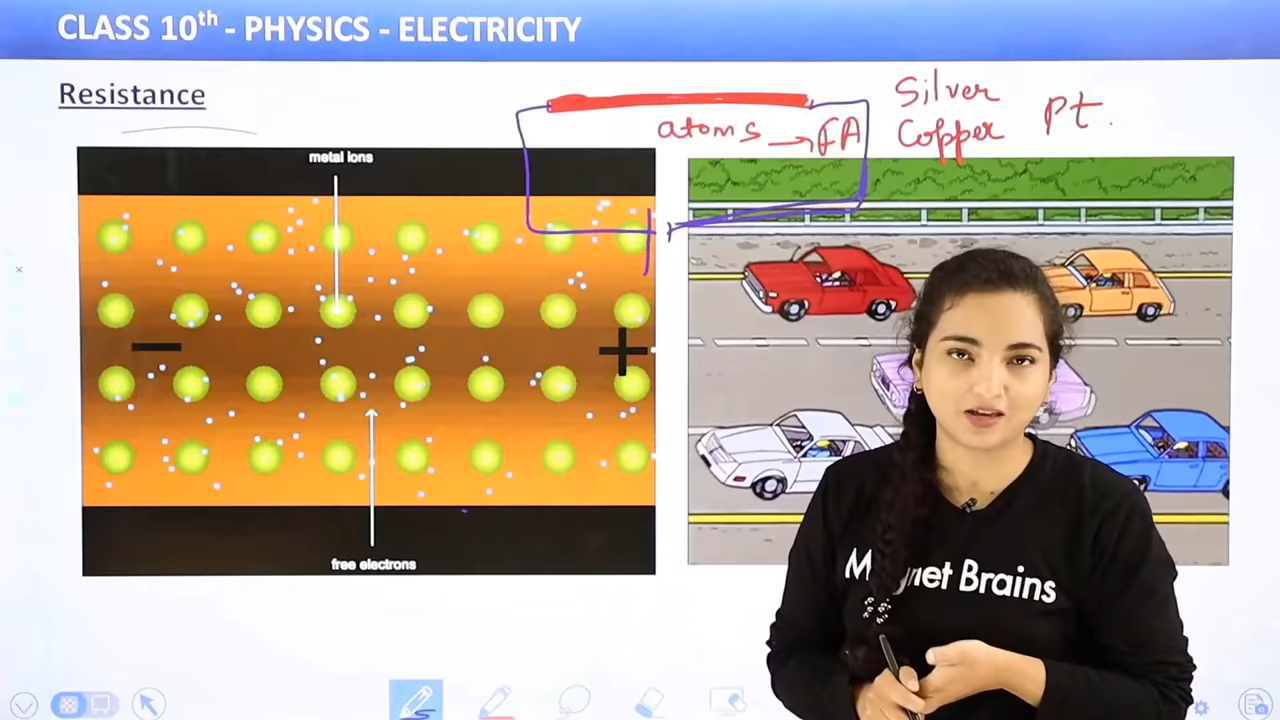 CLASS 10th - PHYSICS - ELECTRICITY
Resistance
Silver
Copper
Pt.
atoms → FA
metal ions
free electrons
Magnet Brains